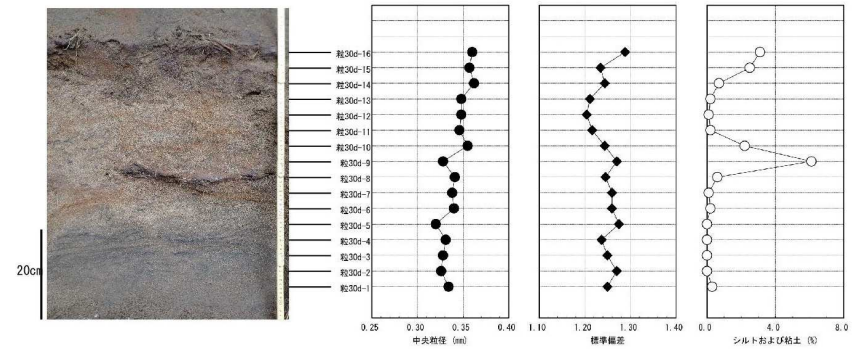 粒30d-16
粒30d-15
粒30d-14
粒30d-13
粒30d-12
粒30d-11
粒30d-10
粒30d-9
粒30d-8
粒30d-7
粒30d-6
粒30d-5
粒30d-4
粒30d-3
粒30d-2
粒30d-1
20cm
0.25 0.30 0.35 0.40
中央粒径 (mm)
1.10 1.20 1.30 1.40
標準偏差
0.0 4.0 8.0
シルトおよび粘土 (%)